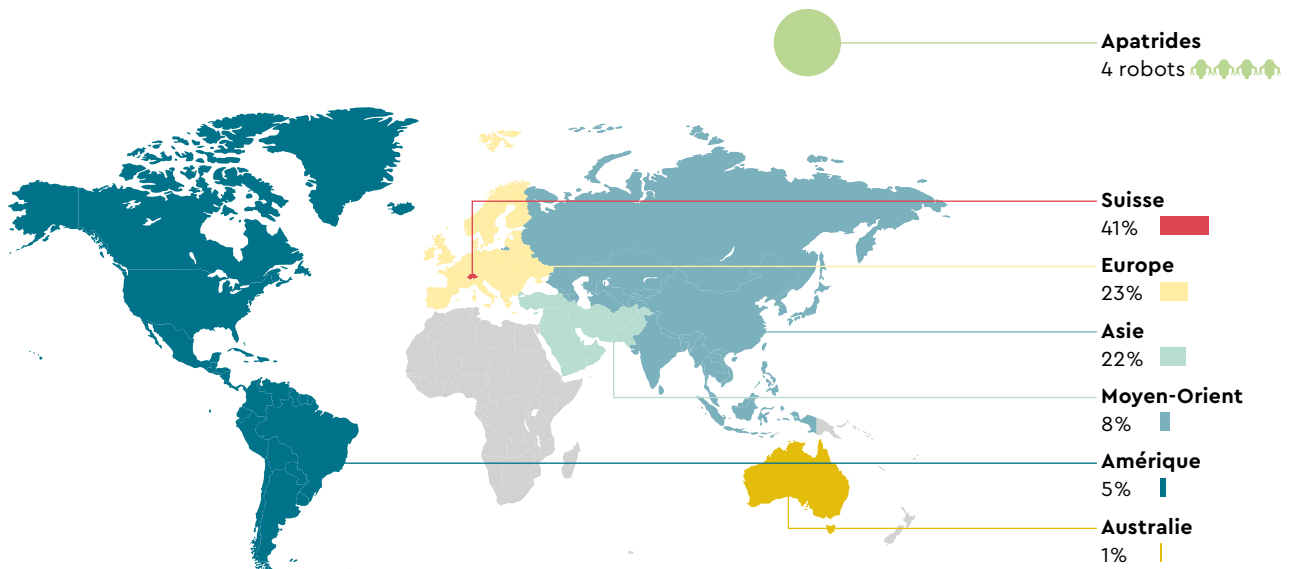 Apatrides
4 robots
Suisse
41%
Europe
23%
Asie
22%
Moyen-Orient
8%
Amérique
5%
Australie
1%